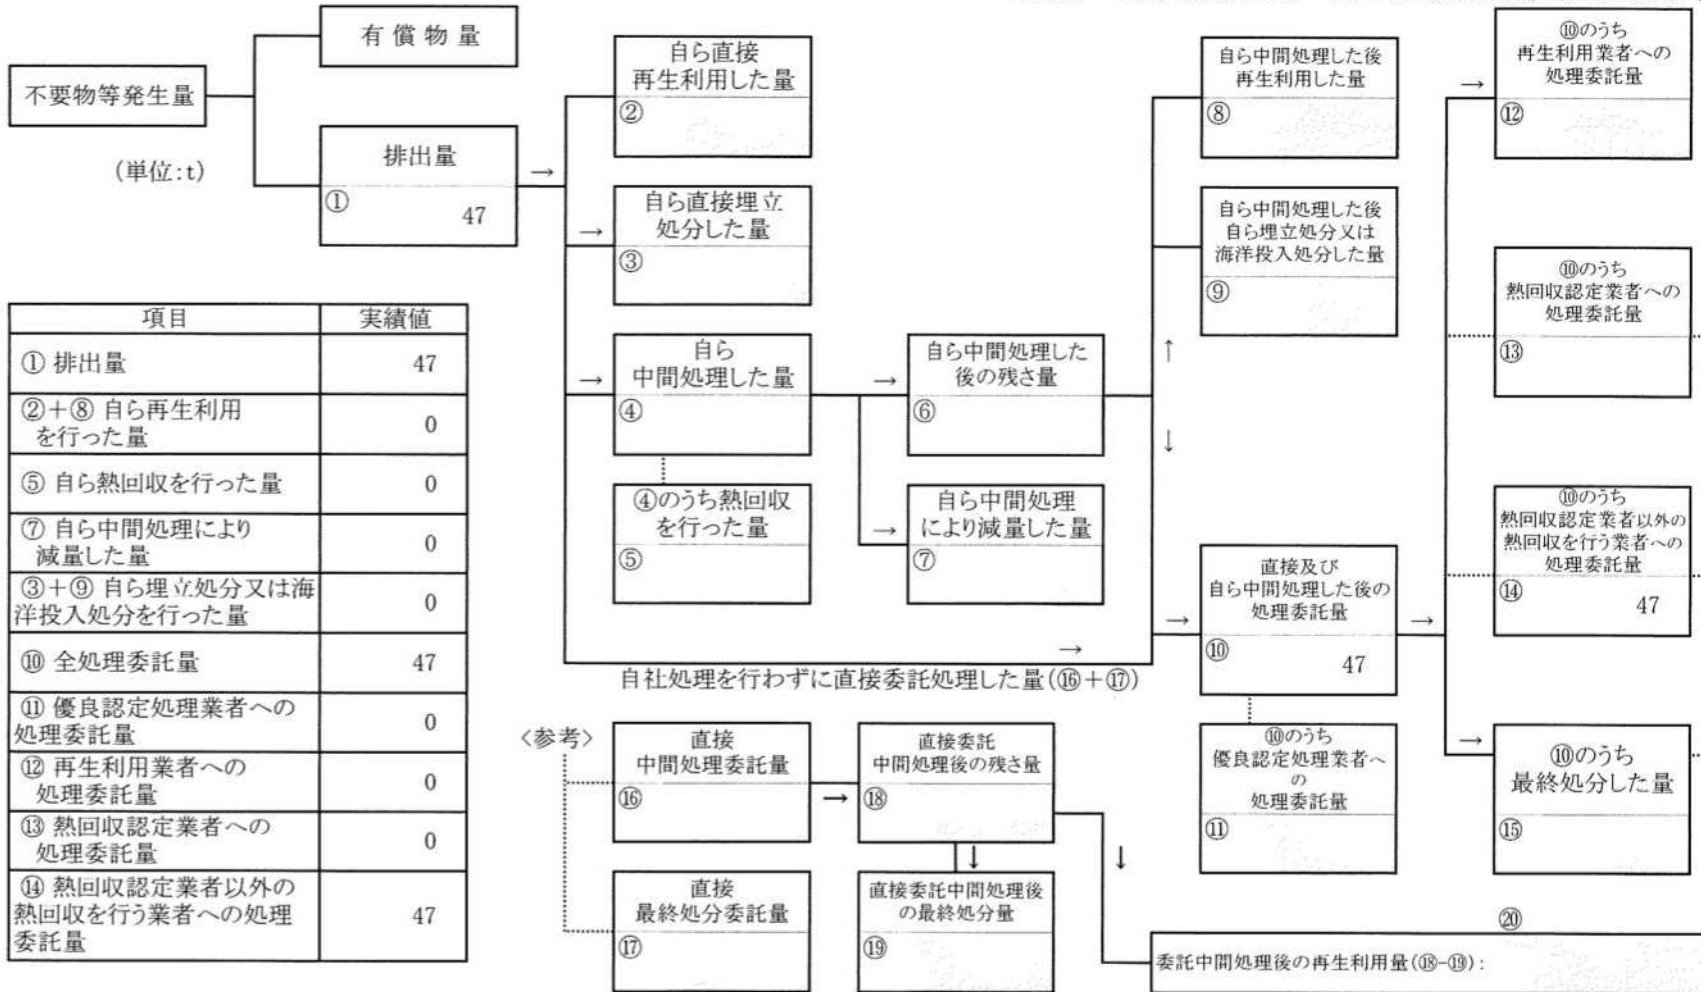 不要物等発生量
(単位:t)
有償物量
排出量
①
47
→
自ら直接
再生利用した量
②
→
自ら直接埋立
処分した量
③
→
自ら
中間処理した量
④
④のうち熱回収
を行った量
⑤
→
自ら中間処理した
後の残さ量
⑥
→
自ら中間処理
により減量した量
⑦
自ら中間処理した後
再生利用した量
⑧
自ら中間処理した後
自ら埋立処分又は
海洋投入処分した量
⑨
↑
↓
→
自社処理を行わずに直接委託処理した量(⑯+⑰)
→
直接及び
自ら中間処理した後の
処理委託量
⑩
47
→
⑩のうち
優良認定処理業者へ
の
処理委託量
⑪
→
⑩のうち
再生利用業者への
処理委託量
⑫
⑩のうち
熱回収認定業者への
処理委託量
⑬
⑩のうち
熱回収認定業者以外の
熱回収を行う業者への
処理委託量
⑭
47
→
⑩のうち
最終処分した量
⑮
項目 実績値
① 排出量 47
②+⑧ 自ら再生利用
を行った量 0
⑤ 自ら熱回収を行った量 0
⑦ 自ら中間処理により
減量した量 0
③+⑨ 自ら埋立処分又は海
洋投入処分を行った量 0
⑩ 全処理委託量 47
⑪ 優良認定処理業者への
処理委託量 0
⑫ 再生利用業者への
処理委託量 0
⑬ 熱回収認定業者への
処理委託量 0
⑭ 熱回収認定業者以外の
熱回収を行う業者への処理
委託量 47
〈参考〉
直接
中間処理委託量
⑯
→
直接委託
中間処理後の残さ量
⑱
↓
↓
直接
最終処分委託量
⑰
直接委託中間処理後
の最終処分量
⑲
⑳
委託中間処理後の再生利用量(⑱-⑲):